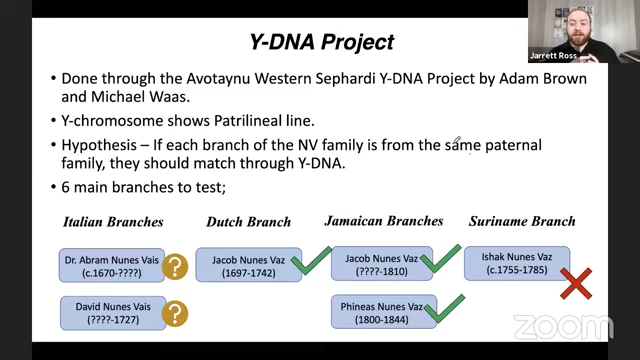 Y-DNA Project
Jarrett Ross
• Done through the Avotaynu Western Sephardi Y-DNA Project by Adam Brown
and Michael Waas.
• Y-chromosome shows Patrilineal line.
• Hypothesis – If each branch of the NV family is from the same paternal
family, they should match through Y-DNA.
• 6 main branches to test;
Italian Branches
Dutch Branch
Jamaican Branches
Suriname Branch
Dr. Abram Nunes Vais
(c.1670-????)
?
Jacob Nunes Vaz
(1697-1742)
Jacob Nunes Vaz
(????-1810)
Ishak Nunes Vaz
(c.1755-1785)
David Nunes Vais
(????-1727)
?
Phineas Nunes Vaz
(1800-1844)
zoom